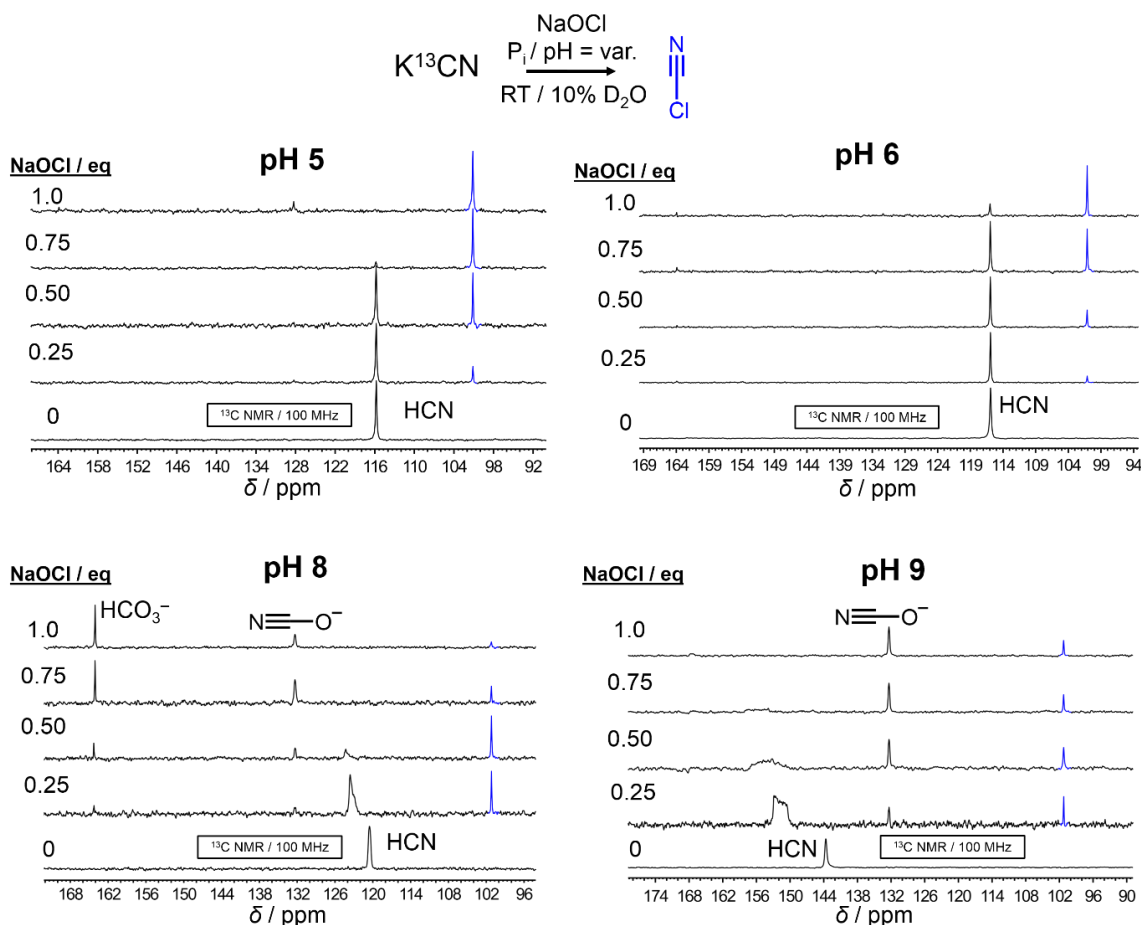 NaOCl
K¹³CN
Pᵢ / pH = var.
RT / 10% D₂O
N
Cl
pH 5
NaOCl / eq
1.0
0.75
0.50
0.25
0
¹³C NMR / 100 MHz
HCN
164 158 152 146 140 134 128 122 116 110 104 98 92
δ / ppm
pH 6
NaOCl / eq
1.0
0.75
0.50
0.25
0
¹³C NMR / 100 MHz
HCN
169 164 159 154 149 144 139 134 129 124 119 114 109 104 99 94
δ / ppm
pH 8
NaOCl / eq
1.0
HCO₃⁻
N O⁻
0.75
0.50
0.25
0
¹³C NMR / 100 MHz
HCN
168 162 156 150 144 138 132 126 120 114 108 102 96
δ / ppm
pH 9
NaOCl / eq
1.0
N O⁻
0.75
0.50
0.25
0
HCN
¹³C NMR / 100 MHz
174 168 162 156 150 144 138 132 126 120 114 108 102 96 90
δ / ppm